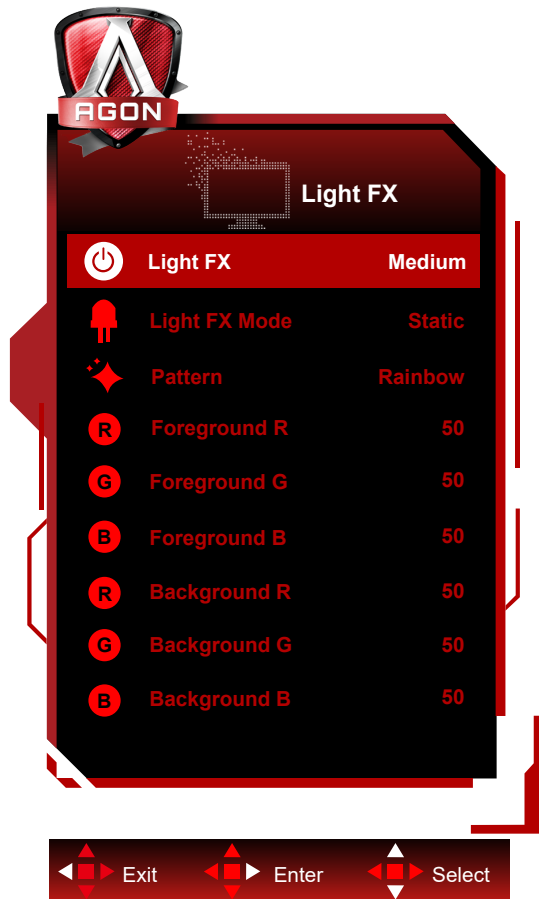 AGON
Light FX
Light FX Medium
Light FX Mode Static
Pattern Rainbow
R Foreground R 50
G Foreground G 50
B Foreground B 50
R Background R 50
G Background G 50
B Background B 50
Exit Enter Select